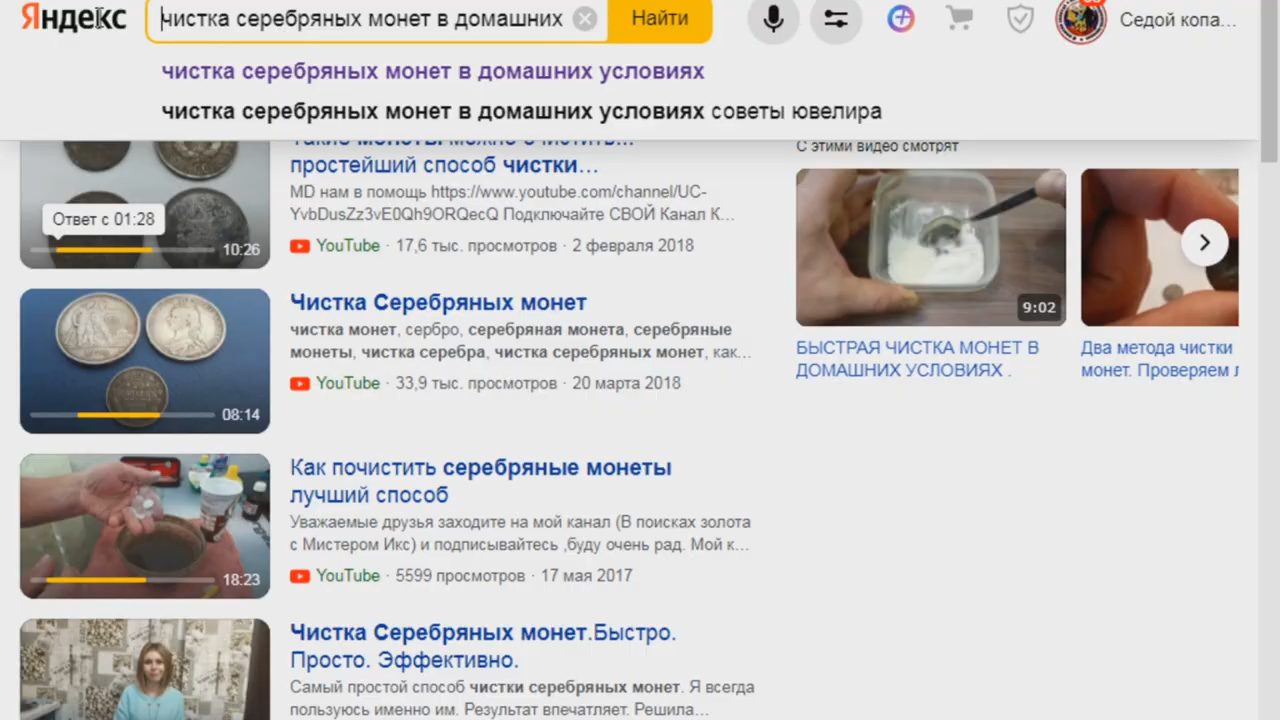 Яндекс
чистка серебряных монет в домашних
Найти
Седой копа...
чистка серебряных монет в домашних условиях
чистка серебряных монет в домашних условиях советы ювелира
простейший способ чистки...
MD нам в помощь https://www.youtube.com/channel/UC-
YvbDusZz3vE0Qh9ORQecQ Подключайте СВОЙ Канал К...
Ответ с 01:28
10:26
YouTube · 17,6 тыс. просмотров · 2 февраля 2018
Чистка Серебряных монет
чистка монет, сербро, серебряная монета, серебряные
монеты, чистка серебра, чистка серебряных монет, как...
YouTube · 33,9 тыс. просмотров · 20 марта 2018
08:14
Как почистить серебряные монеты
лучший способ
Уважаемые друзья заходите на мой канал (В поисках золота
с Мистером Икс) и подписывайтесь ,буду очень рад. Мой к...
YouTube · 5599 просмотров · 17 мая 2017
18:23
Чистка Серебряных монет.Быстро.
Просто. Эффективно.
Самый простой способ чистки серебряных монет. Я всегда
пользуюсь именно им. Результат впечатляет. Решила...
С этими видео смотрят
9:02
БЫСТРАЯ ЧИСТКА МОНЕТ В
ДОМАШНИХ УСЛОВИЯХ .
Два метода чистки
монет. Проверяем